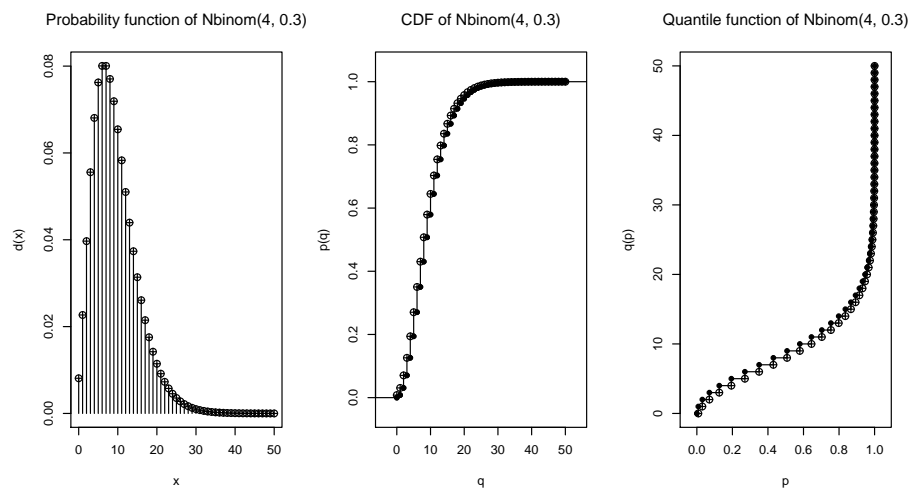 Probability function of Nbinom(4, 0.3)
d(x)
0.08
0.06
0.04
0.02
0.00
0 10 20 30 40 50
x
CDF of Nbinom(4, 0.3)
p(q)
1.0
0.8
0.6
0.4
0.2
0.0
0 10 20 30 40 50
q
Quantile function of Nbinom(4, 0.3)
q(p)
50
40
30
20
10
0
0.0 0.2 0.4 0.6 0.8 1.0
p